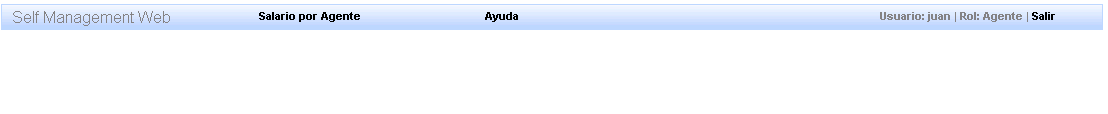 Self Management Web Salario por Agente Ayuda Usuario: juan | Rol: Agente | Salir